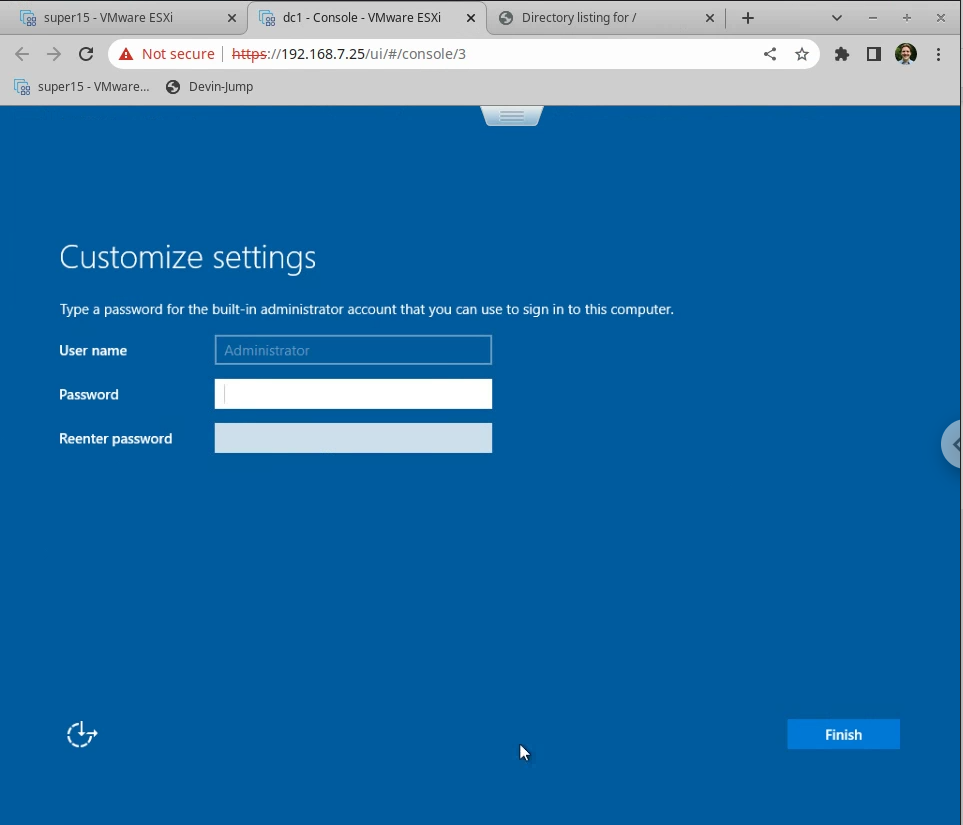 super15 - VMware ESXi
dc1 - Console - VMware ESXi
Directory listing for /
Not secure https://192.168.7.25/ui/#/console/3
super15 - VMware...
Devin-Jump
Customize settings
Type a password for the built-in administrator account that you can use to sign in to this computer.
User name
Administrator
Password
Reenter password
Finish